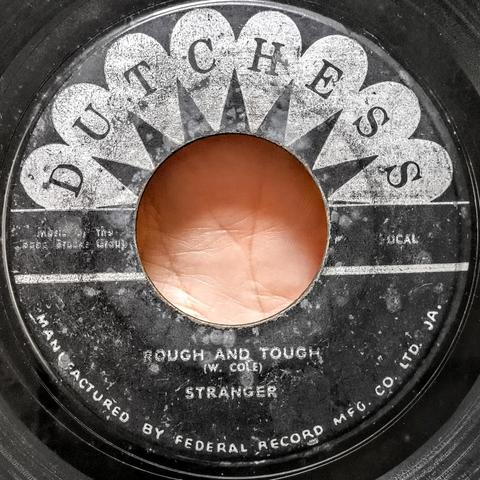 DUTCHESS
Music by The
Baba Brooks Group
OCAL
ROUGH AND TOUGH
(W. COLE)
STRANGER
MANUFACTURED BY FEDERAL RECORD MFG. CO. LTD. JA.